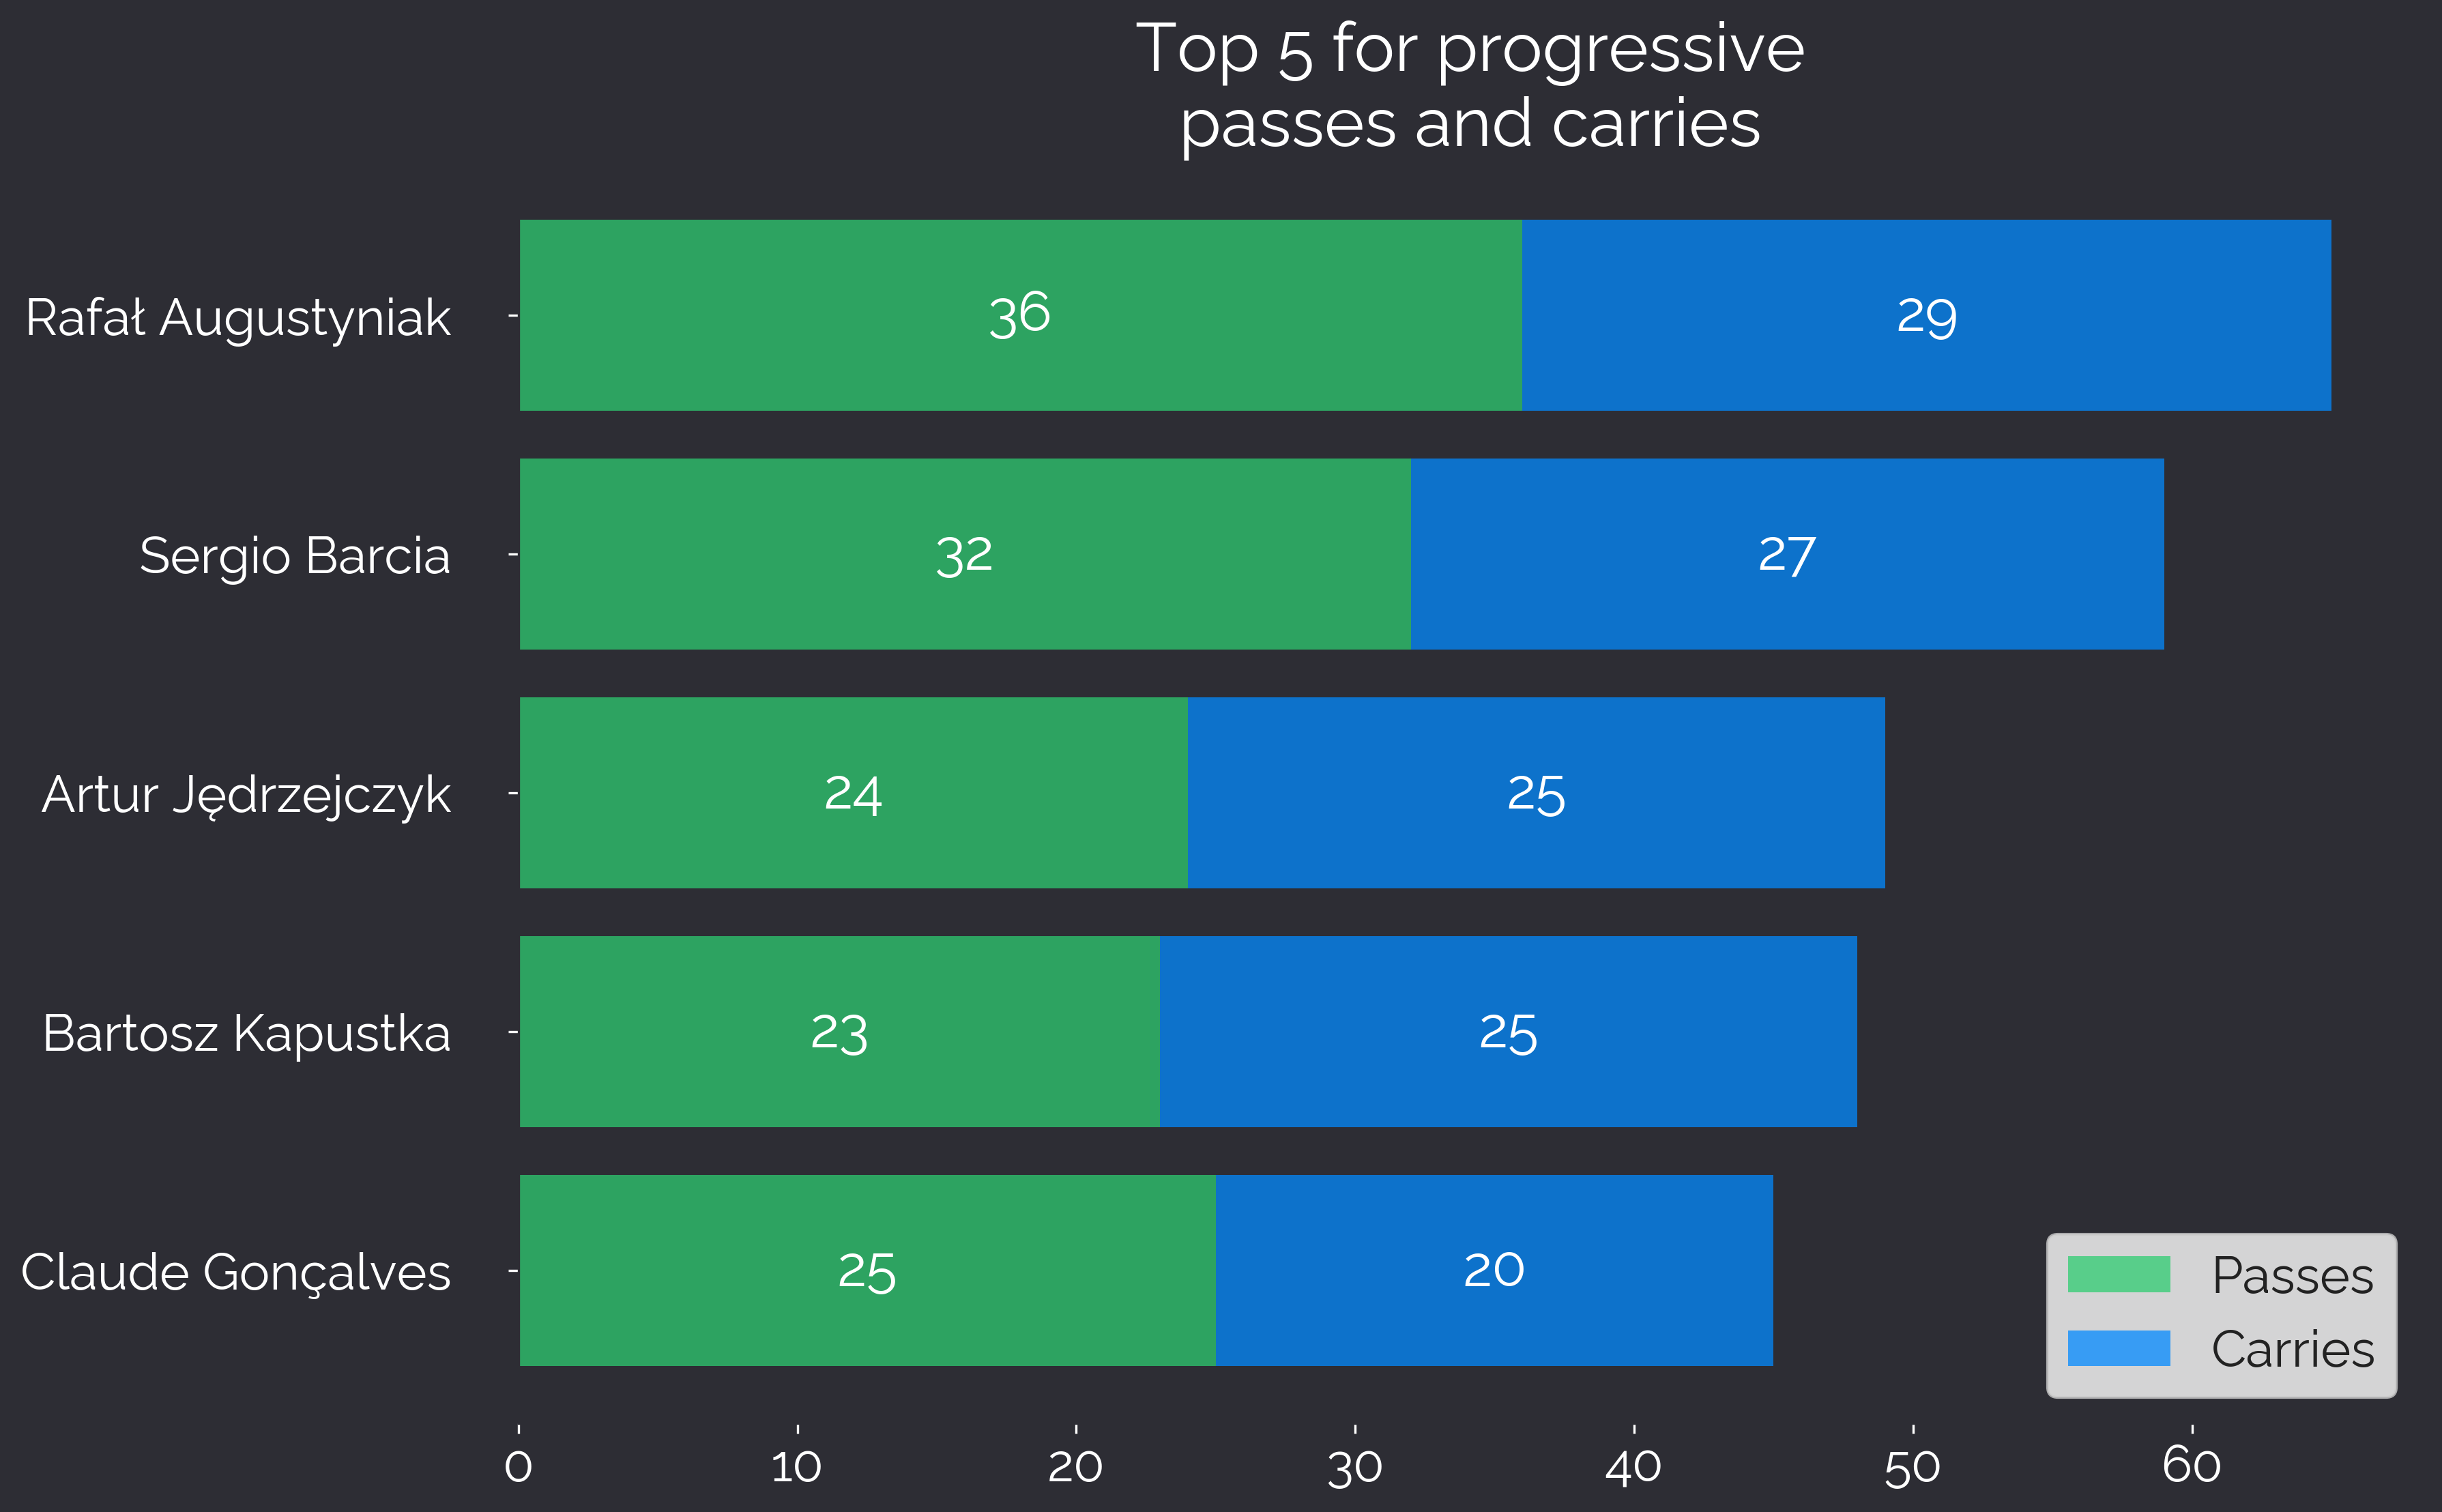 Top 5 for progressive
passes and carries
Rafał Augustyniak
36
29
Sergio Barcia
32
27
Artur Jędrzejczyk
24
25
Bartosz Kapustka
23
25
Claude Gonçalves
25
20
Passes
Carries
0 10 20 30 40 50 60